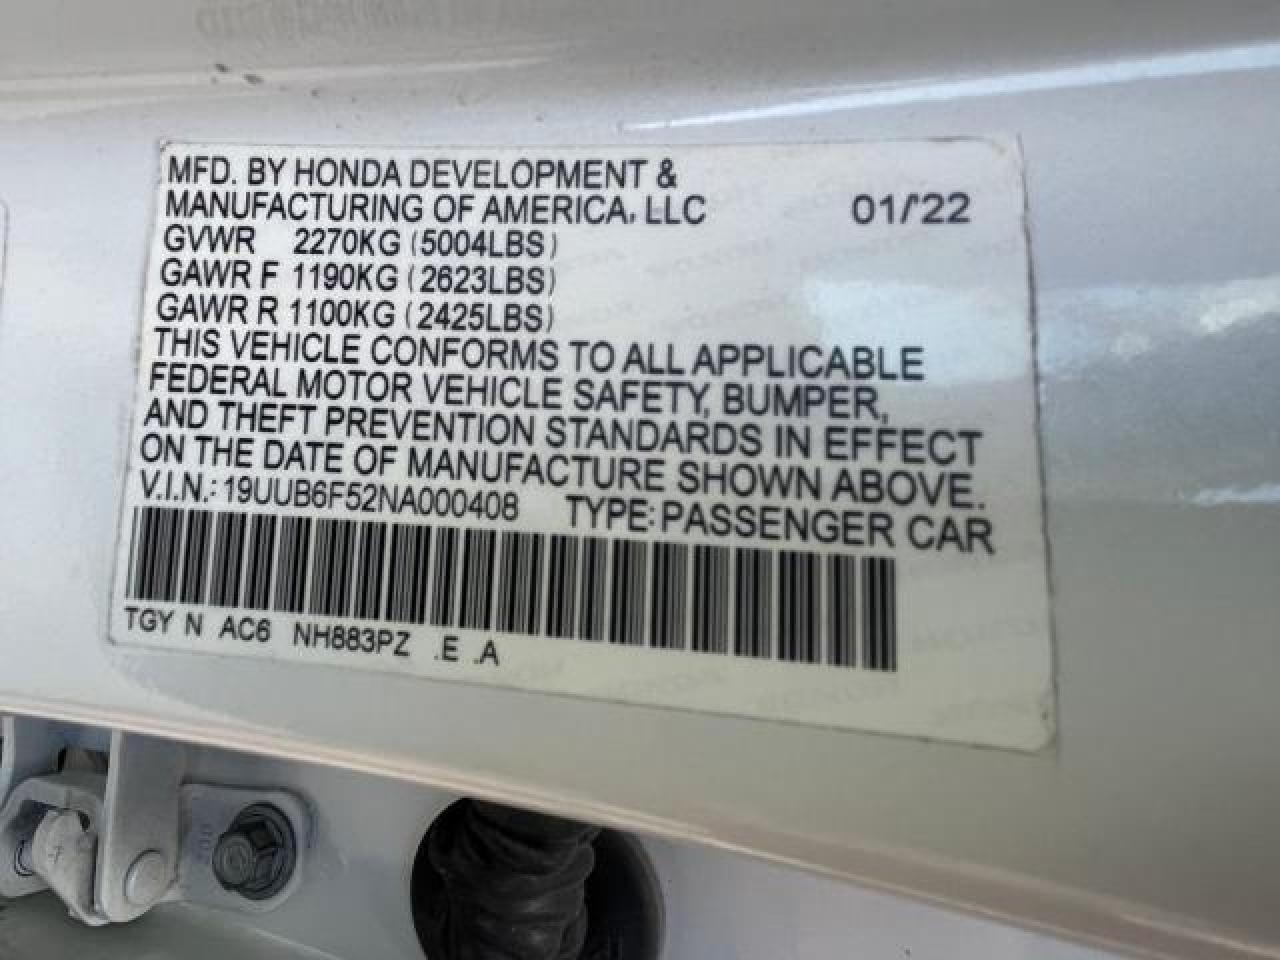 MFD. BY HONDA DEVELOPMENT &
MANUFACTURING OF AMERICA, LLC 01/'22
GVWR 2270KG (5004LBS)
GAWR F 1190KG (2623LBS)
GAWR R 1100KG (2425LBS)
THIS VEHICLE CONFORMS TO ALL APPLICABLE
FEDERAL MOTOR VEHICLE SAFETY, BUMPER,
AND THEFT PREVENTION STANDARDS IN EFFECT
ON THE DATE OF MANUFACTURE SHOWN ABOVE.
V.I.N.: 19UUB6F52NA000408 TYPE: PASSENGER CAR
TGY N AC6 NH883PZ .E .A